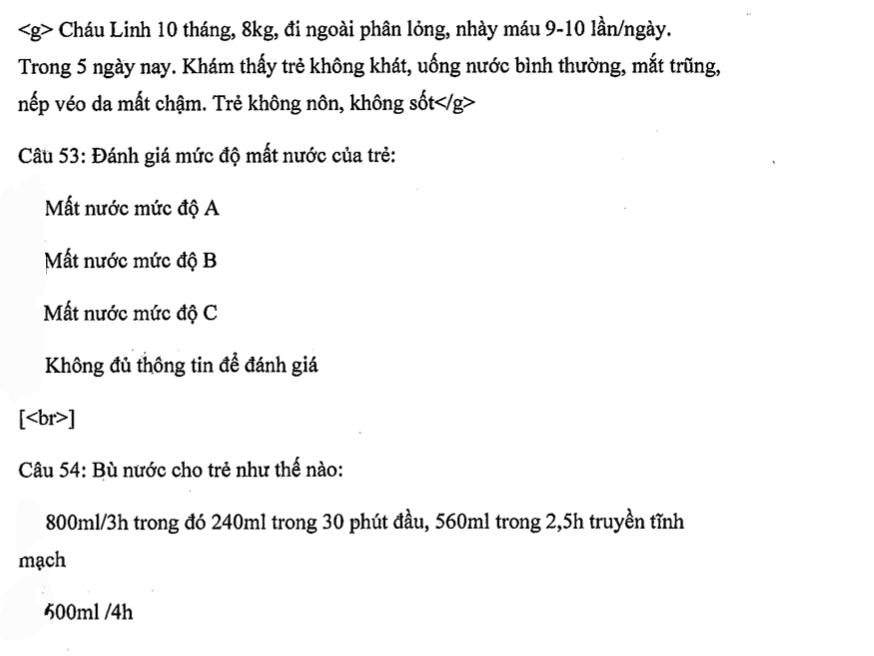 <g> Cháu Linh 10 tháng, 8kg, đi ngoài phân lỏng, nhày máu 9-10 lần/ngày.
Trong 5 ngày nay. Khám thấy trẻ không khát, uống nước bình thường, mắt trũng,
nếp véo da mất chậm. Trẻ không nôn, không sốt</g>
Câu 53: Đánh giá mức độ mất nước của trẻ:
Mất nước mức độ A
Mất nước mức độ B
Mất nước mức độ C
Không đủ thông tin để đánh giá
[<br>]
Câu 54: Bù nước cho trẻ như thế nào:
800ml/3h trong đó 240ml trong 30 phút đầu, 560ml trong 2,5h truyền tĩnh
mạch
600ml /4h